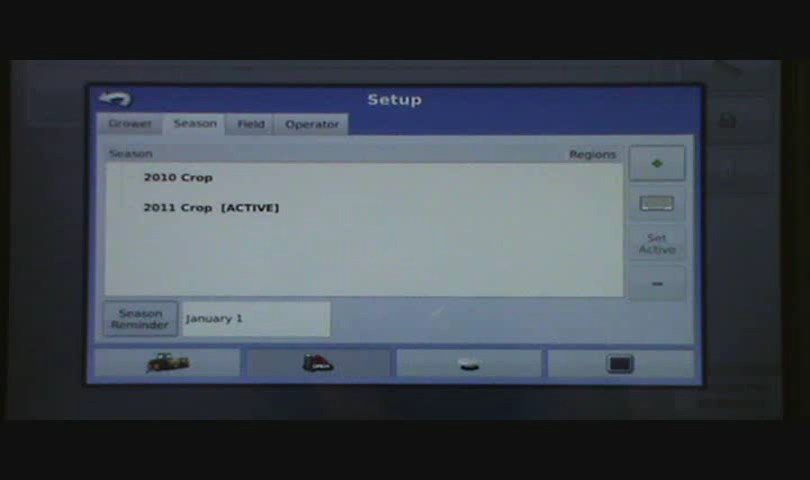 Setup
Grower Season Field Operator
Season Regions
2010 Crop
2011 Crop [ACTIVE]
Set
Active
Season
Reminder
January 1